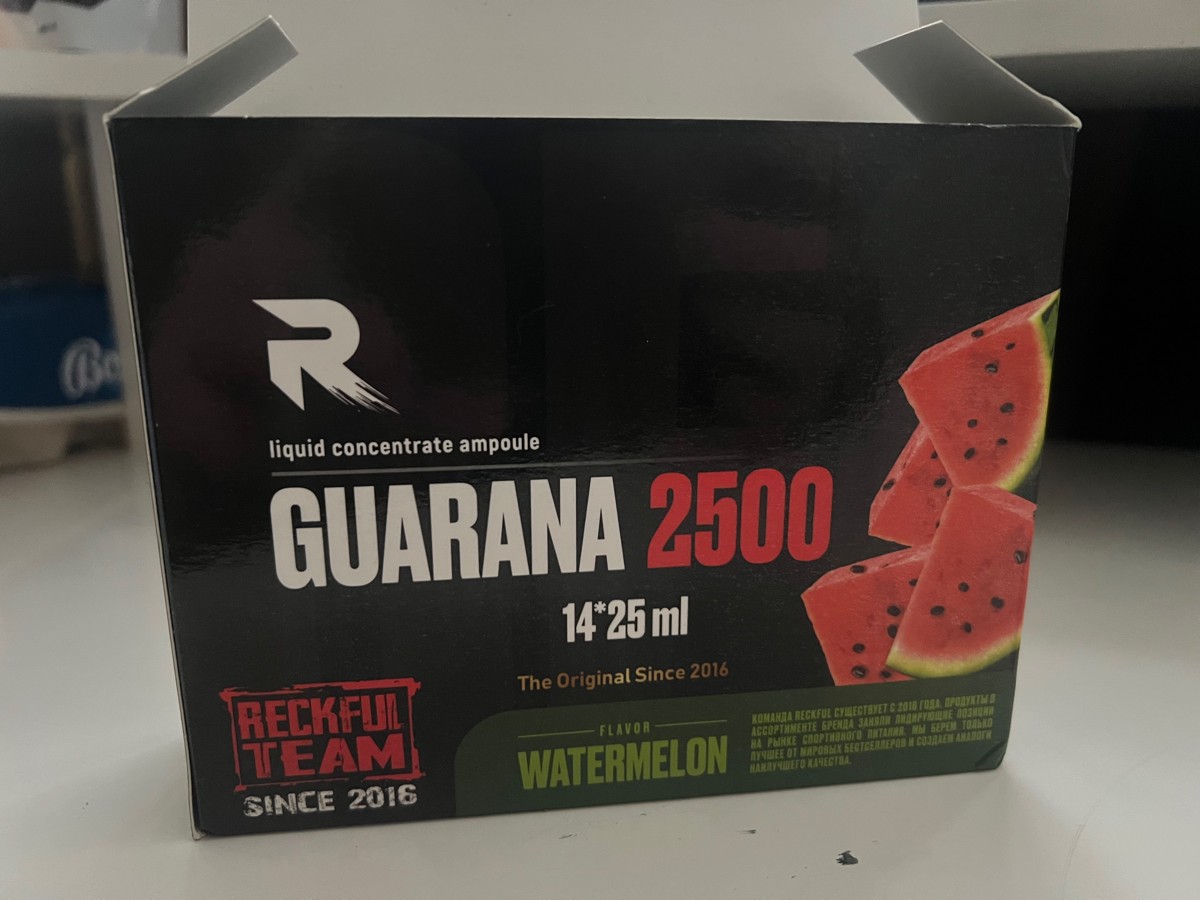 R
liquid concentrate ampoule
GUARANA 2500
14*25 ml
The Original Since 2016
RECKFUL
TEAM
SINCE 2016
FLAVOR
WATERMELON
КОМАНДА RECKFUL СУЩЕСТВУЕТ С 2016 ГОДА. ПРОДУКТЫ В
АССОРТИМЕНТЕ БРЕНДА ЗАНЯЛИ ЛИДИРУЮЩИЕ ПОЗИЦИИ
НА РЫНКЕ СПОРТИВНОГО ПИТАНИЯ. МЫ БЕРЕМ ТОЛЬКО
ЛУЧШЕЕ ОТ МИРОВЫХ БЕСТСЕЛЛЕРОВ И СОЗДАЕМ АНАЛОГИ
НАИЛУЧШЕГО КАЧЕСТВА.